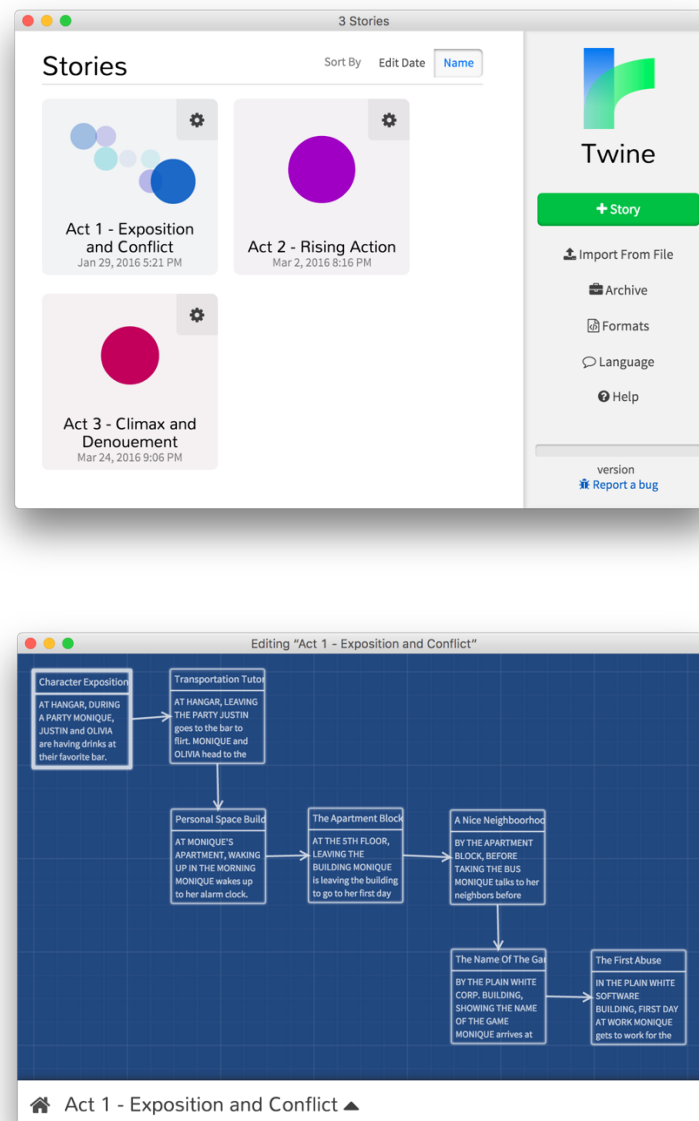 3 Stories
Stories
Sort By Edit Date Name
Act 1 - Exposition
and Conflict
Jan 29, 2016 5:21 PM
Act 2 - Rising Action
Mar 2, 2016 8:16 PM
Act 3 - Climax and
Denouement
Mar 24, 2016 9:06 PM
Twine
+ Story
Import From File
Archive
Formats
Language
Help
version
Report a bug
Editing “Act 1 - Exposition and Conflict”
Character Exposition
AT HANGAR, DURING
A PARTY MONIQUE,
JUSTIN and OLIVIA
are having drinks at
their favorite bar.
Transportation Tutor
AT HANGAR, LEAVING
THE PARTY JUSTIN
goes to the bar to
flirt. MONIQUE and
OLIVIA head to the
Personal Space Build
AT MONIQUE'S
APARTMENT, WAKING
UP IN THE MORNING
MONIQUE wakes up
to her alarm clock.
The Apartment Block
AT THE 5TH FLOOR,
LEAVING THE
BUILDING MONIQUE
is leaving the building
to go to her first day
A Nice Neighboorhoo
BY THE APARTMENT
BLOCK, BEFORE
TAKING THE BUS
MONIQUE talks to her
neighbors before
The Name Of The Ga
BY THE PLAIN WHITE
CORP. BUILDING,
SHOWING THE NAME
OF THE GAME
MONIQUE arrives at
The First Abuse
IN THE PLAIN WHITE
SOFTWARE
BUILDING, FIRST DAY
AT WORK MONIQUE
gets to work for the
Act 1 - Exposition and Conflict